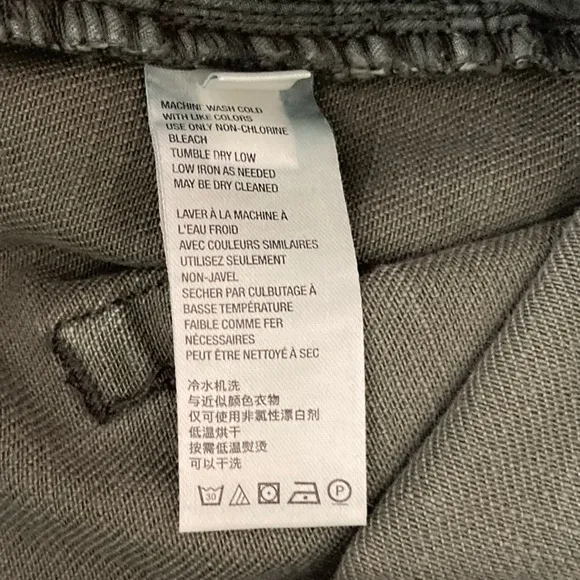 MACHINE WASH COLD
WITH LIKE COLORS
USE ONLY NON-CHLORINE
BLEACH
TUMBLE DRY LOW
LOW IRON AS NEEDED
MAY BE DRY CLEANED
LAVER À LA MACHINE À
L'EAU FROID
AVEC COULEURS SIMILAIRES
UTILISEZ SEULEMENT
NON-JAVEL
SECHER PAR CULBUTAGE À
BASSE TEMPÉRATURE
FAIBLE COMME FER
NÉCESSAIRES
PEUT ÊTRE NETTOYÉ À SEC
冷水机洗
与近似颜色衣物
仅可使用非氯性漂白剂
低温烘干
按需低温熨烫
可以干洗
30 P